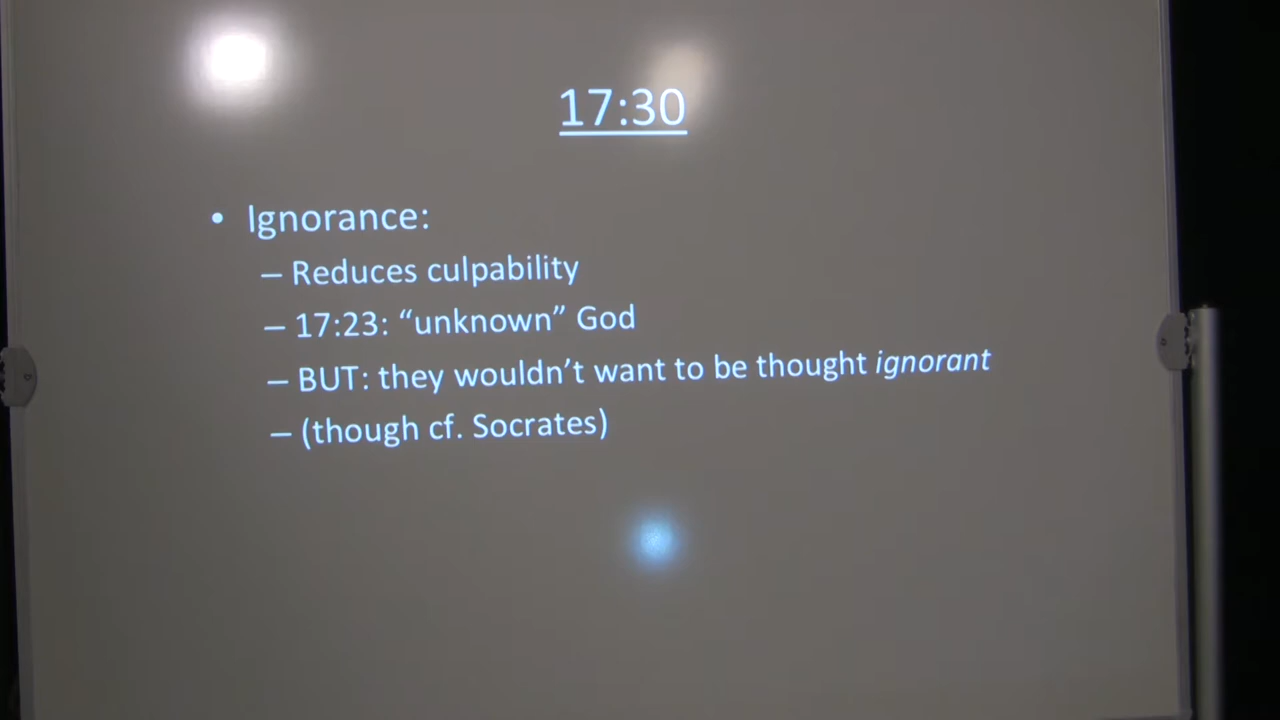 17:30
• Ignorance:
– Reduces culpability
– 17:23: “unknown” God
– BUT: they wouldn’t want to be thought ignorant
– (though cf. Socrates)